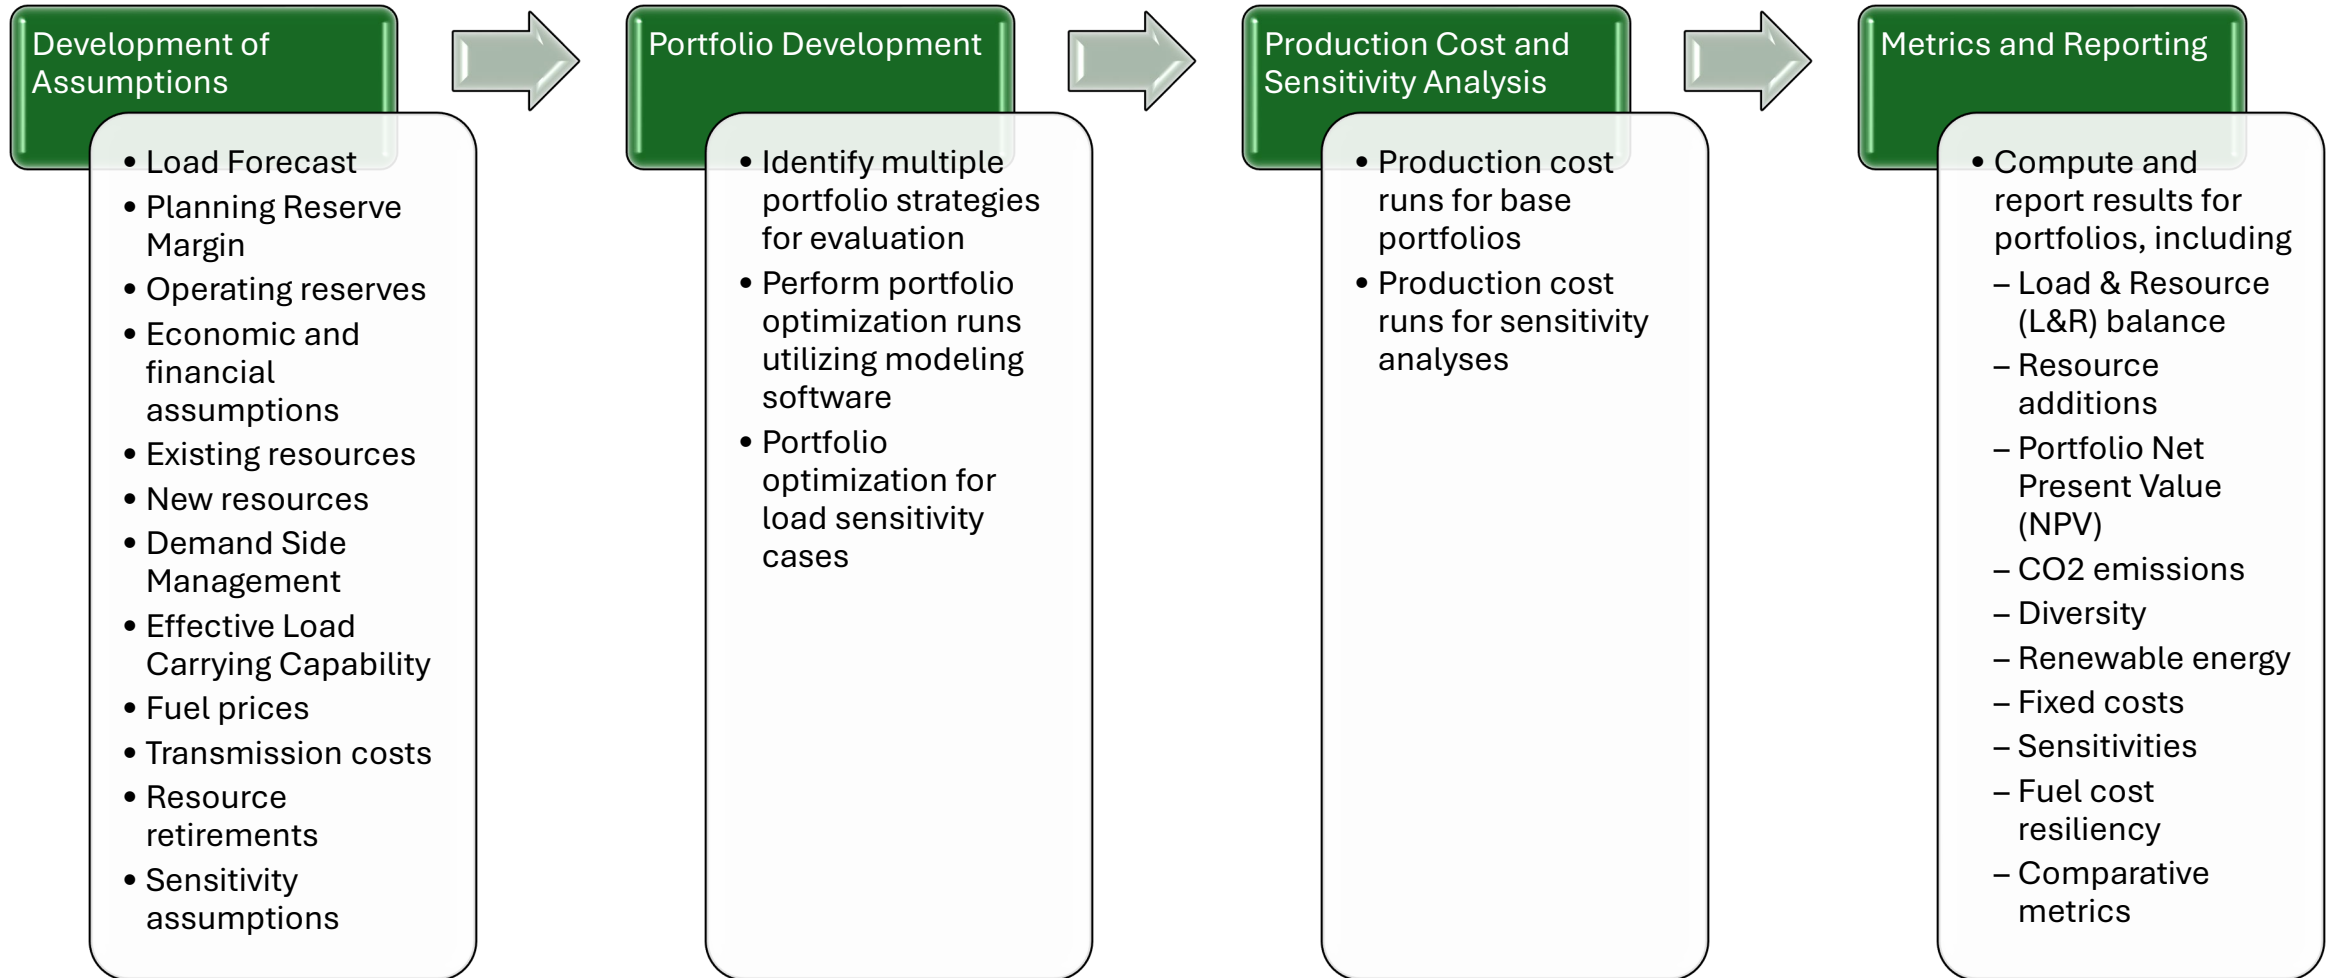 Development of
Assumptions
• Load Forecast
• Planning Reserve
Margin
• Operating reserves
• Economic and
financial
assumptions
• Existing resources
• New resources
• Demand Side
Management
• Effective Load
Carrying Capability
• Fuel prices
• Transmission costs
• Resource
retirements
• Sensitivity
assumptions
Portfolio Development
• Identify multiple
portfolio strategies
for evaluation
• Perform portfolio
optimization runs
utilizing modeling
software
• Portfolio
optimization for
load sensitivity
cases
Production Cost and
Sensitivity Analysis
• Production cost
runs for base
portfolios
• Production cost
runs for sensitivity
analyses
Metrics and Reporting
• Compute and
report results for
portfolios, including
– Load & Resource
(L&R) balance
– Resource
additions
– Portfolio Net
Present Value
(NPV)
– CO2 emissions
– Diversity
– Renewable energy
– Fixed costs
– Sensitivities
– Fuel cost
resiliency
– Comparative
metrics